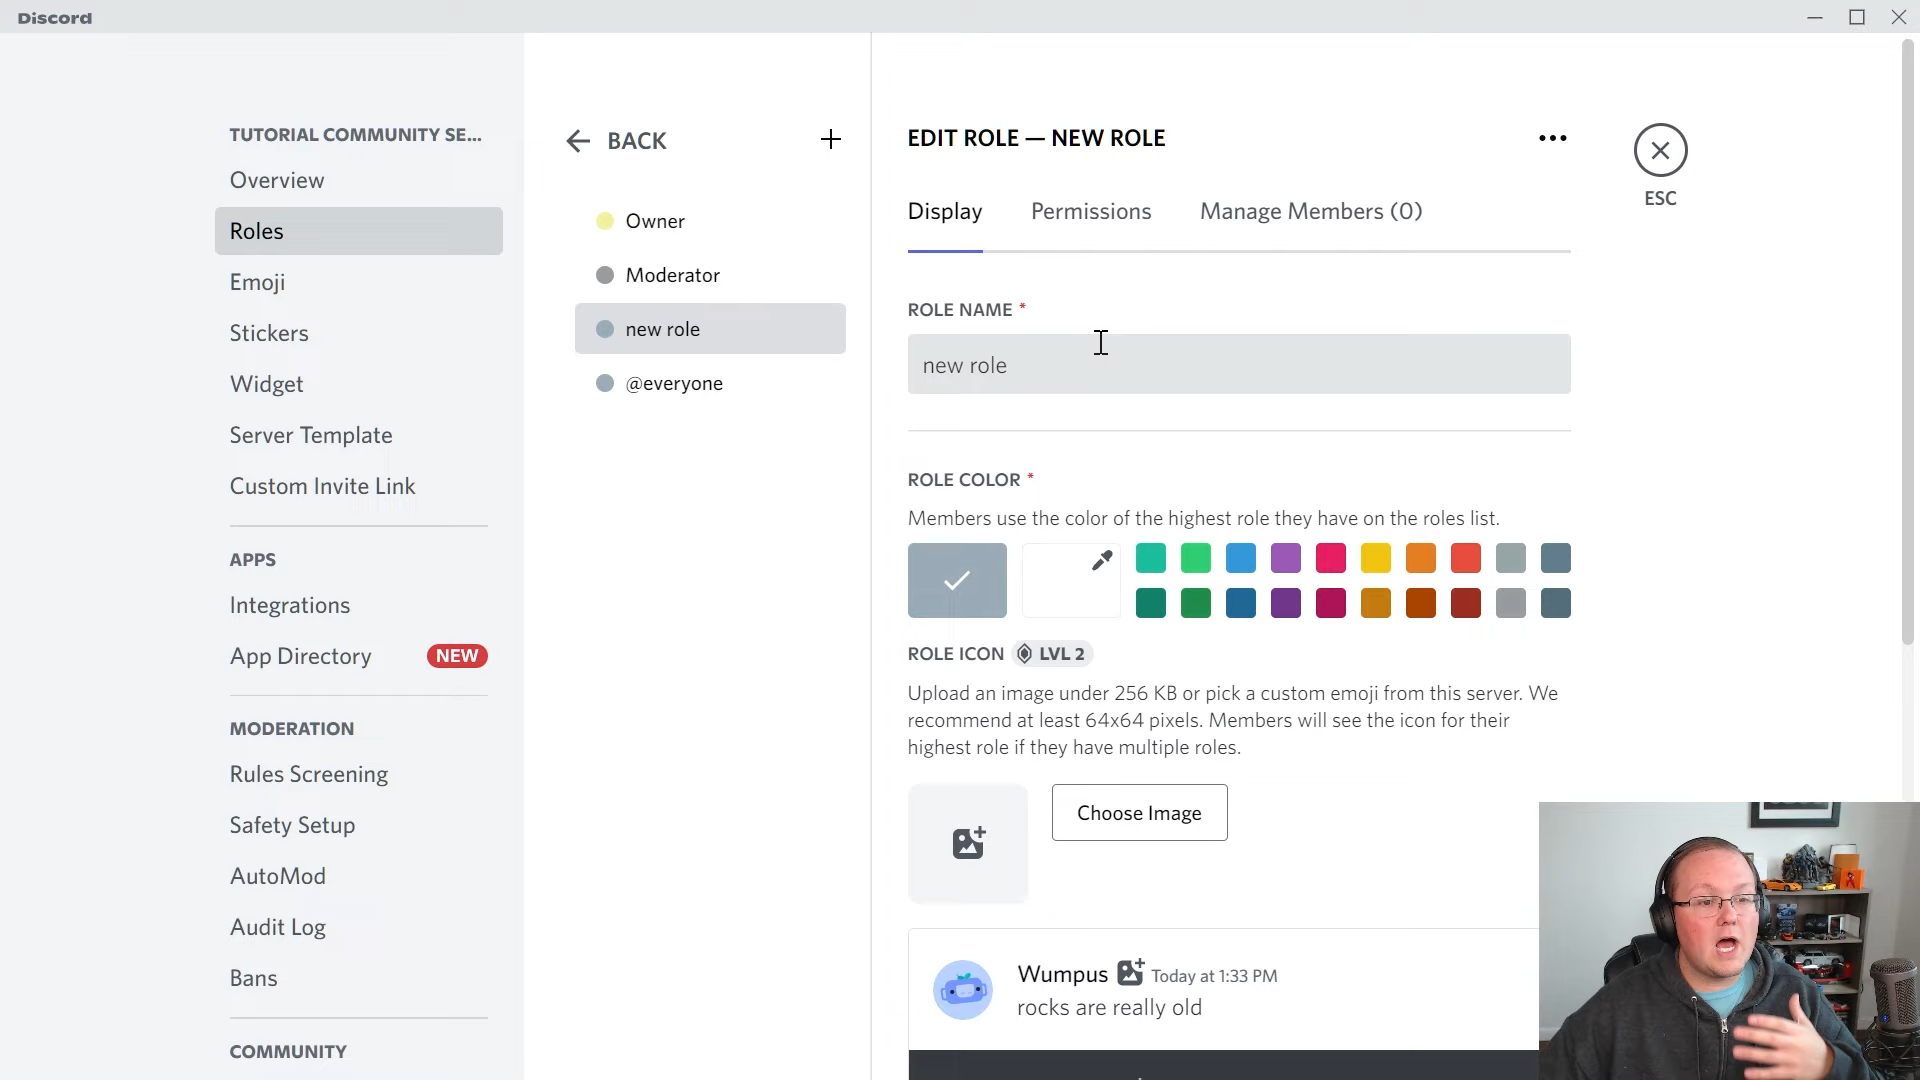 Discord
TUTORIAL COMMUNITY SE...
Overview
Roles
Emoji
Stickers
Widget
Server Template
Custom Invite Link
APPS
Integrations
App Directory NEW
MODERATION
Rules Screening
Safety Setup
AutoMod
Audit Log
Bans
COMMUNITY
BACK
Owner
Moderator
new role
@everyone
EDIT ROLE — NEW ROLE
Display Permissions Manage Members (0)
ROLE NAME *
new role
ROLE COLOR *
Members use the color of the highest role they have on the roles list.
ROLE ICON LVL 2
Upload an image under 256 KB or pick a custom emoji from this server. We
recommend at least 64x64 pixels. Members will see the icon for their
highest role if they have multiple roles.
Choose Image
Wumpus Today at 1:33 PM
rocks are really old
ESC